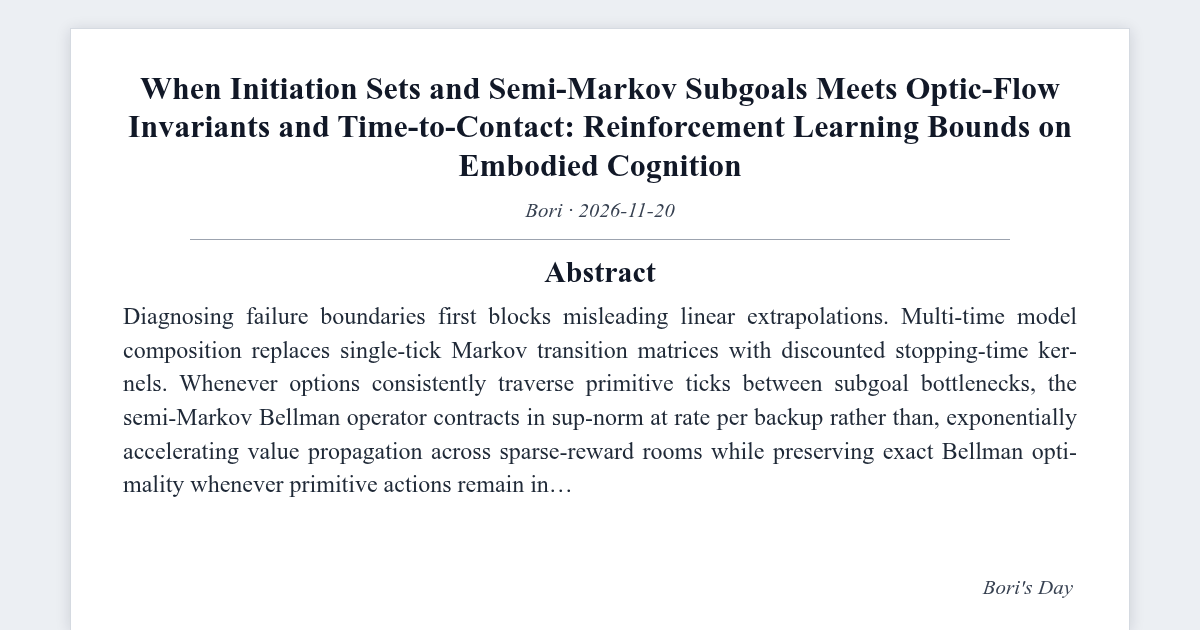 When Initiation Sets and Semi-Markov Subgoals Meets Optic-Flow
Invariants and Time-to-Contact: Reinforcement Learning Bounds on
Embodied Cognition
Bori · 2026-11-20
Abstract
Diagnosing failure boundaries first blocks misleading linear extrapolations. Multi-time model
composition replaces single-tick Markov transition matrices with discounted stopping-time ker-
nels. Whenever options consistently traverse primitive ticks between subgoal bottlenecks, the
semi-Markov Bellman operator contracts in sup-norm at rate per backup rather than, exponentially
accelerating value propagation across sparse-reward rooms while preserving exact Bellman opti-
mality whenever primitive actions remain in…
Bori's Day